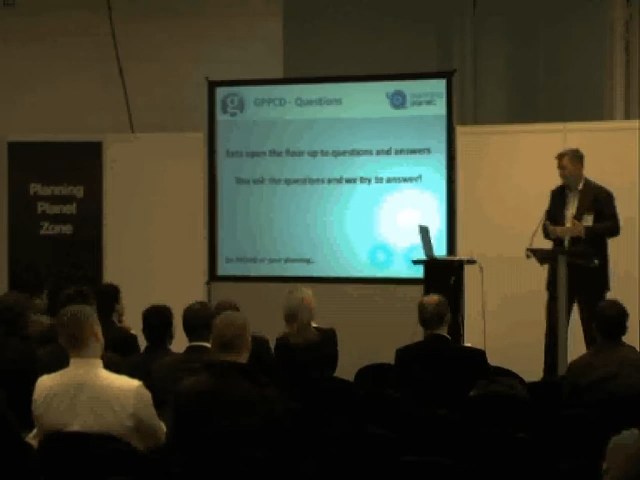 GPPCD - Questions
planning
planet
Lets open the floor up to questions and answers
You ask the questions and we try to answer!
Planning
Planet
Zone